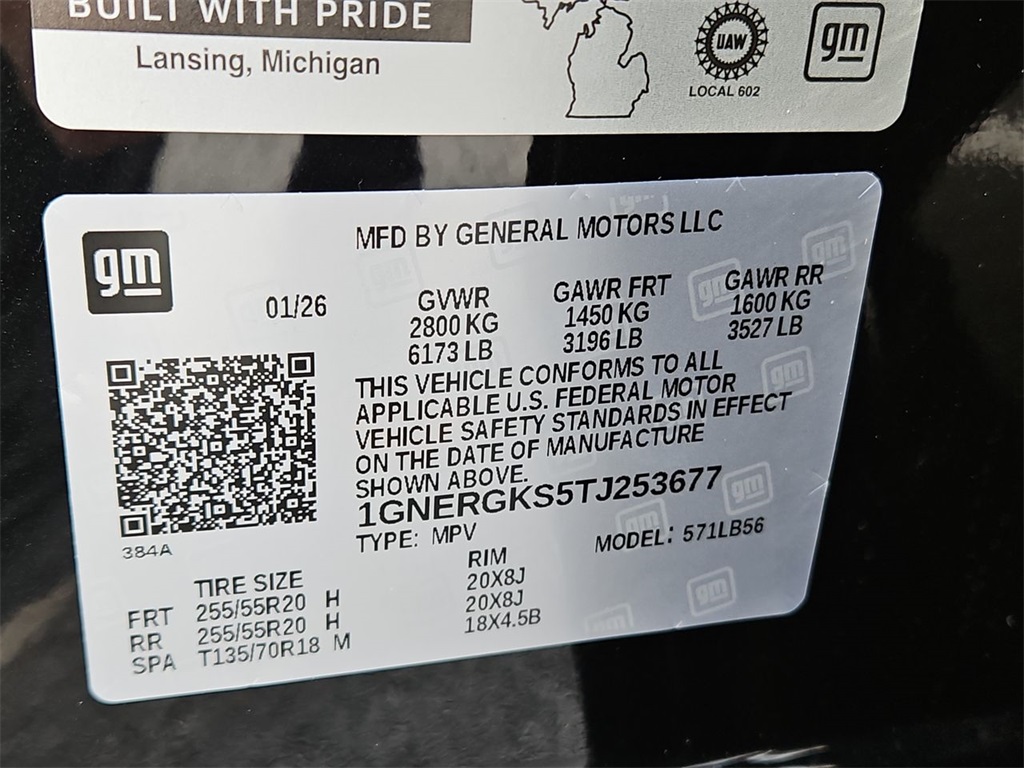 BUILT WITH PRIDE
Lansing, Michigan
UAW
LOCAL 602
gm
gm
MFD BY GENERAL MOTORS LLC
01/26
GVWR
2800 KG
6173 LB
GAWR FRT
1450 KG
3196 LB
GAWR RR
1600 KG
3527 LB
THIS VEHICLE CONFORMS TO ALL
APPLICABLE U.S. FEDERAL MOTOR
VEHICLE SAFETY STANDARDS IN EFFECT
ON THE DATE OF MANUFACTURE
SHOWN ABOVE.
1GNERGKS5TJ253677
TYPE: MPV
MODEL: 571LB56
384A
TIRE SIZE
RIM
FRT 255/55R20 H 20X8J
RR 255/55R20 H 20X8J
SPA T135/70R18 M 18X4.5B